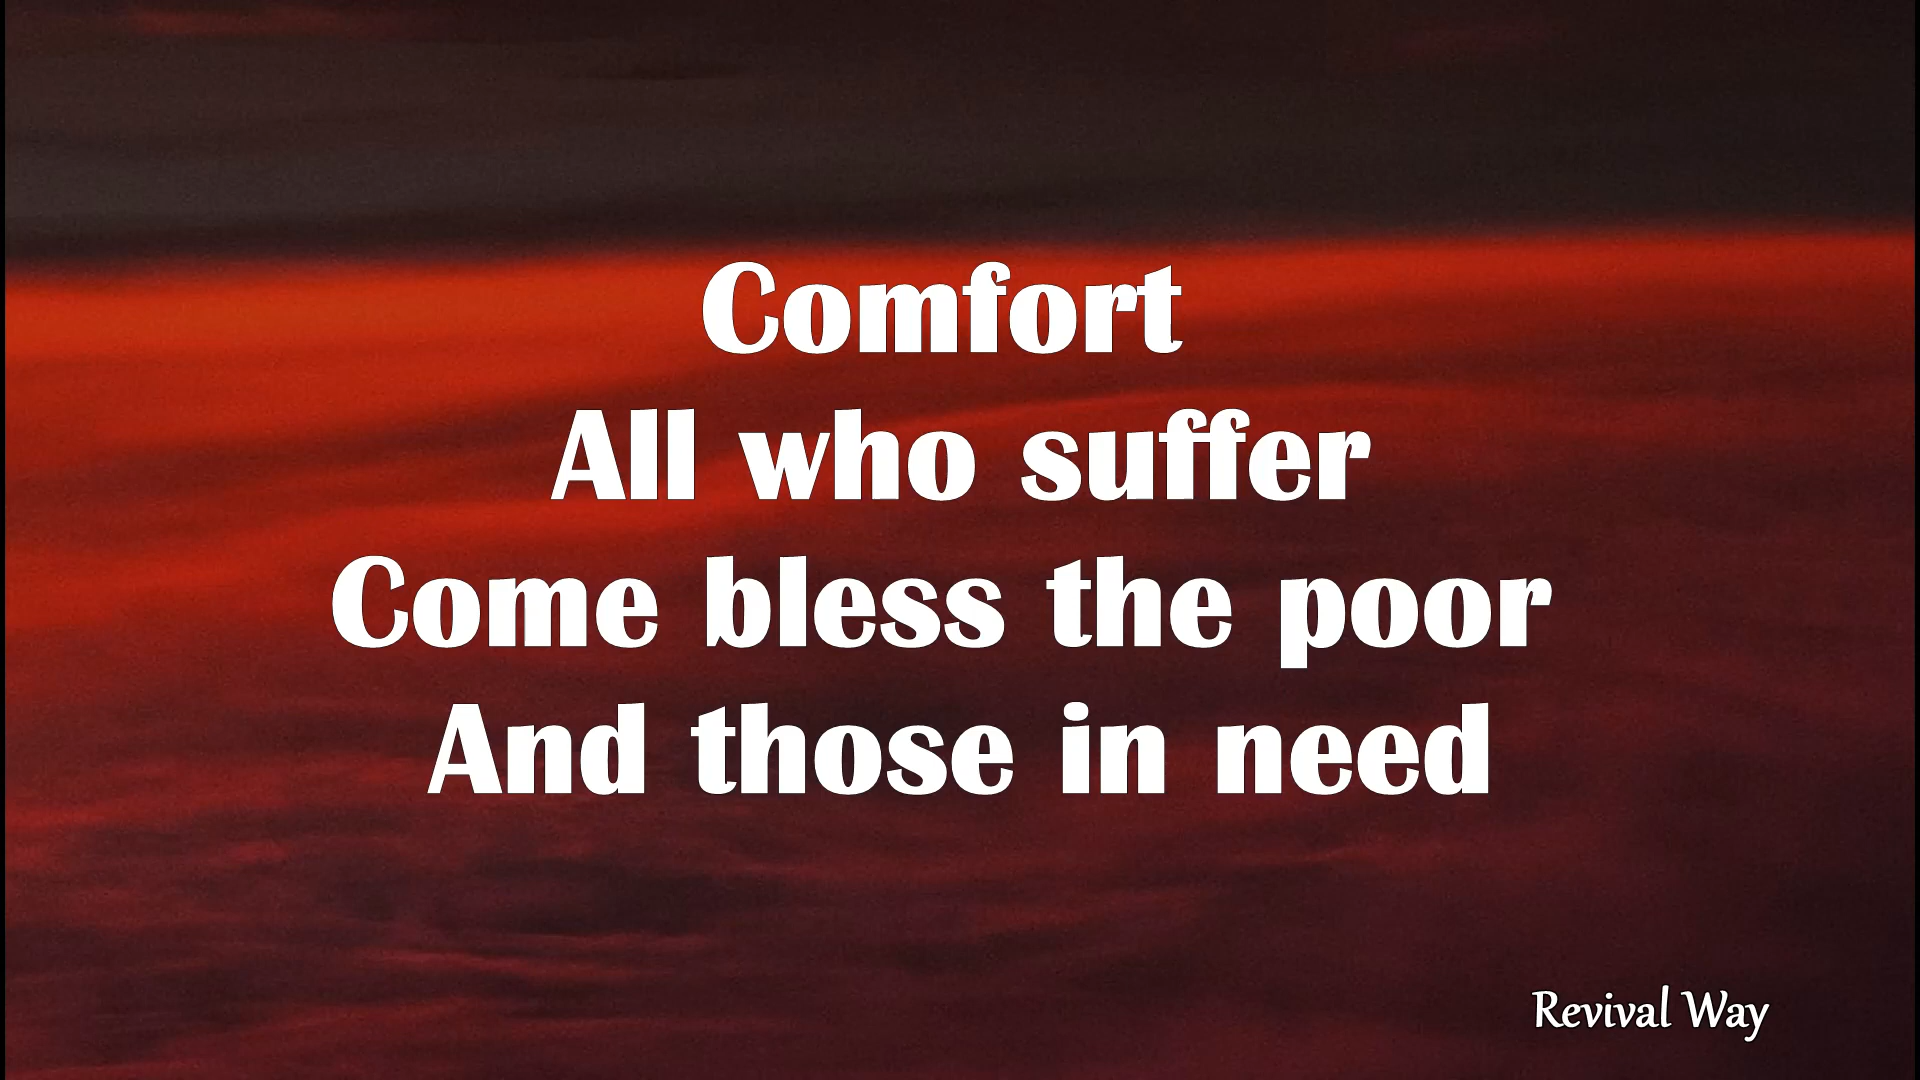 Comfort
All who suffer
Come bless the poor
And those in need
Revival Way